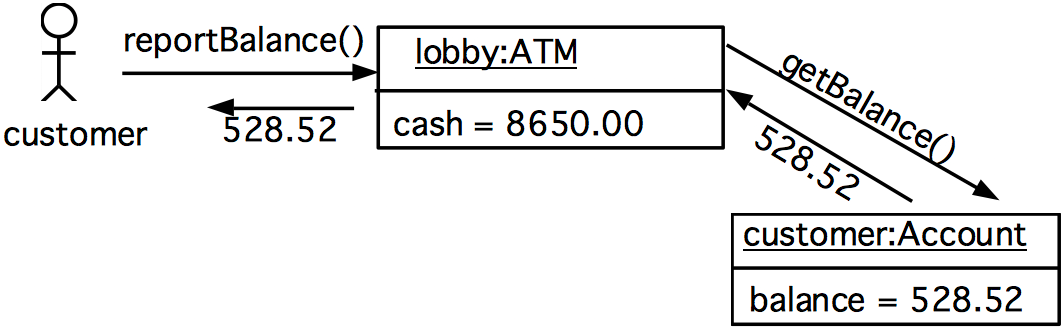 reportBalance()
528.52
customer
lobby:ATM
cash = 8650.00
getBalance()
528.52
customer:Account
balance = 528.52